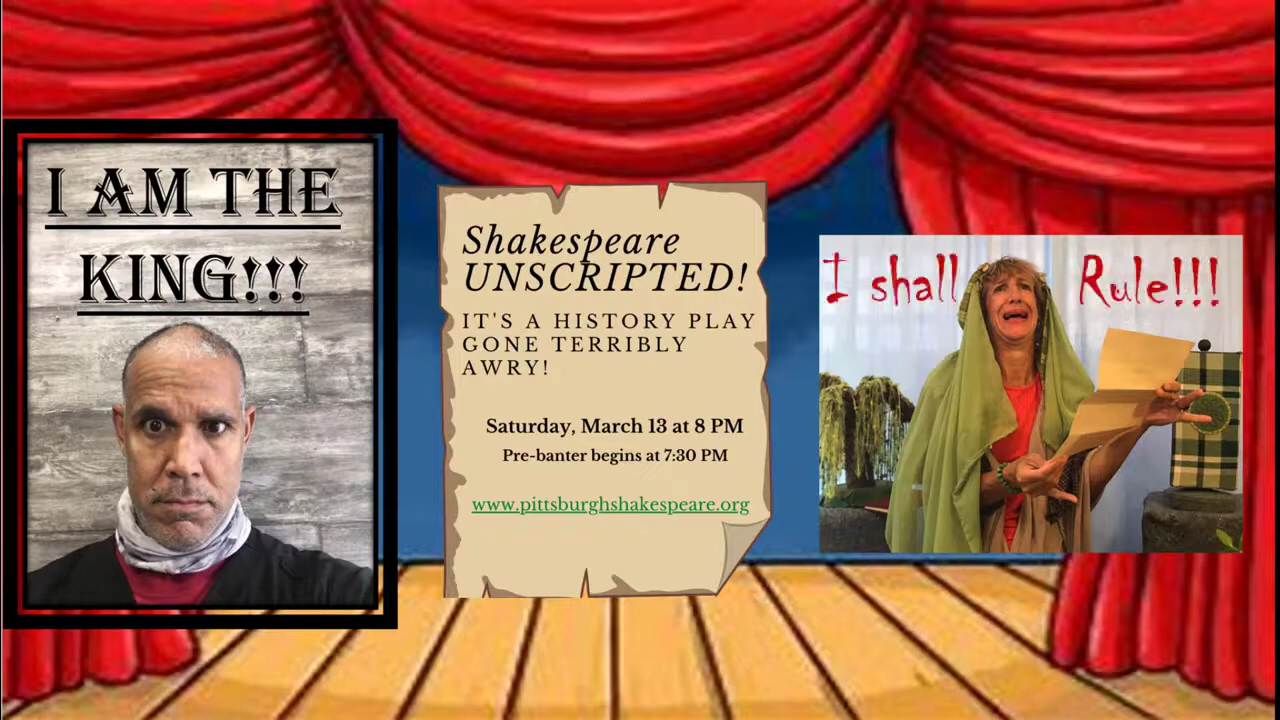 I AM THE
KING!!!
Shakespeare
UNSCRIPTED!
IT'S A HISTORY PLAY
GONE TERRIBLY
AWRY!
Saturday, March 13 at 8 PM
Pre-banter begins at 7:30 PM
www.pittsburghshakespeare.org
I shall Rule!!!